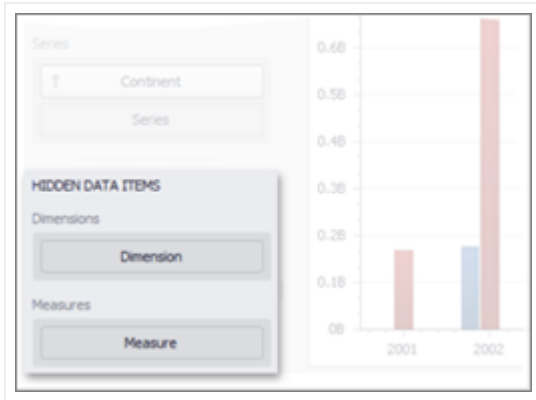 Series
↑ Continent
Series
HIDDEN DATA ITEMS
Dimensions
Dimension
Measures
Measure
0.6B
0.5B
0.4B
0.3B
0.2B
0.1B
0B
2001 2002